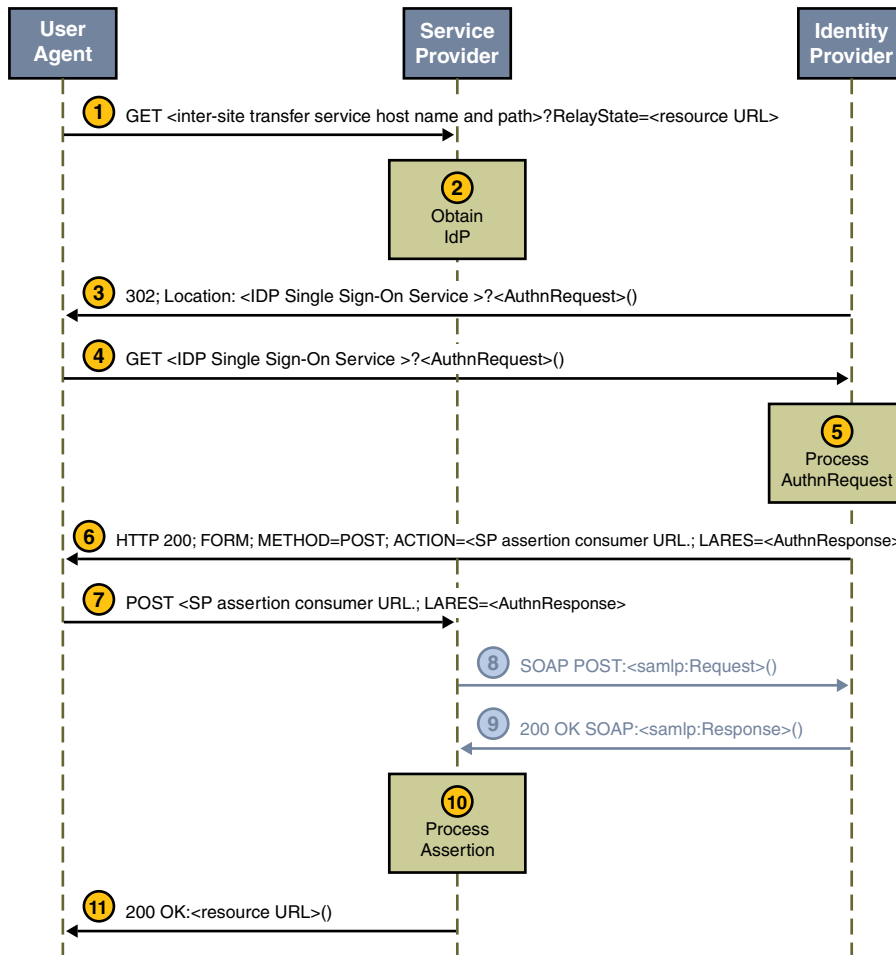 User
Agent
Service
Provider
Identity
Provider
1 GET <inter-site transfer service host name and path>?RelayState=<resource URL>
2
Obtain
IdP
3 302; Location: <IDP Single Sign-On Service >?<AuthnRequest>()
4 GET <IDP Single Sign-On Service >?<AuthnRequest>()
5
Process
AuthnRequest
6 HTTP 200; FORM; METHOD=POST; ACTION=<SP assertion consumer URL.; LARES=<AuthnResponse>
7 POST <SP assertion consumer URL.; LARES=<AuthnResponse>
8 SOAP POST:<samlp:Request>()
9 200 OK SOAP:<samlp:Response>()
10
Process
Assertion
11 200 OK:<resource URL>()